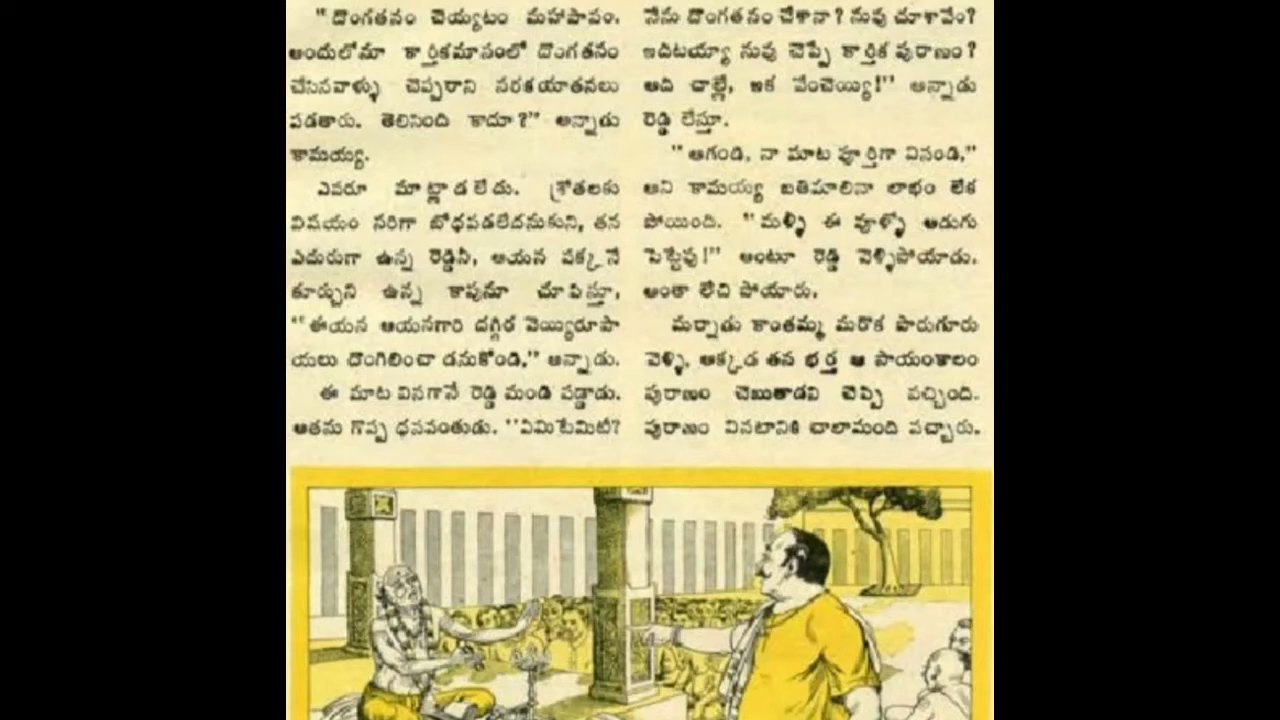 "దొంగతనం చెయ్యటం మహాపాపం.
అందులోనూ కార్తికమాసంలో దొంగతనం
చేసినవాళ్ళు చెప్పరాని నరకయాతనలు
పడతారు. తెలిసింది కాదూ?" అన్నాడు
కామయ్య.
ఎవరూ మాట్లాడలేదు. శ్రోతలకు
విషయం సరిగా బోధపడలేదనుకుని, తన
ఎదురుగా ఉన్న రెడ్డినీ, ఆయన పక్కనే
కూర్చుని ఉన్న కాపునూ చూపిస్తూ,
"ఈయన ఆయనగారి దగ్గిర వెయ్యిరూపా
యలు దొంగిలించా డనుకోండి," అన్నాడు.
ఈ మాట వినగానే రెడ్డి మండి పడ్డాడు.
అతను గొప్ప ధనవంతుడు. "ఏమిటేమిటీ?
నేను దొంగతనం చేశానా? నువు చూశావేం?
ఇదిటయ్యా నువు చెప్పే కార్తిక పురాణం?
అది చాల్లే, ఇక వేంచెయ్యి!" అన్నాడు
రెడ్డి లేస్తూ.
"ఆగండి, నా మాట పూర్తిగా వినండి,"
అని కామయ్య బతిమాలినా లాభం లేక
పోయింది. "మళ్ళీ ఈ వూళ్ళో అడుగు
పెట్టేవు!" అంటూ రెడ్డి వెళ్ళిపోయాడు.
అంతా లేచి పోయారు.
మర్నాడు కాంతమ్మ మరొక పొరుగూరు
వెళ్ళి, అక్కడ తన భర్త ఆ సాయంకాలం
పురాణం చెబుతాడని చెప్పి వచ్చింది.
పురాణం వినటానికి చాలామంది వచ్చారు.